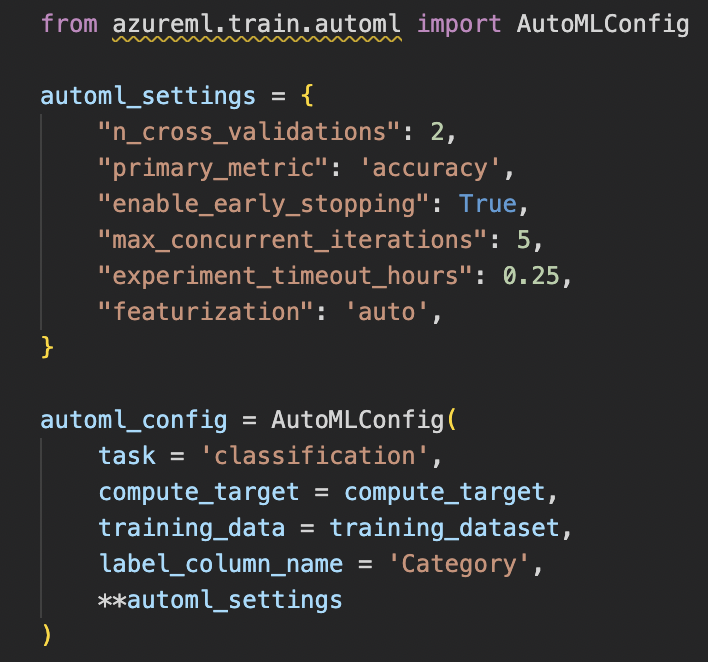 from azureml.train.automl import AutoMLConfig
automl_settings = {
    "n_cross_validations": 2,
    "primary_metric": 'accuracy',
    "enable_early_stopping": True,
    "max_concurrent_iterations": 5,
    "experiment_timeout_hours": 0.25,
    "featurization": 'auto',
}
automl_config = AutoMLConfig(
    task = 'classification',
    compute_target = compute_target,
    training_data = training_dataset,
    label_column_name = 'Category',
    **automl_settings
)